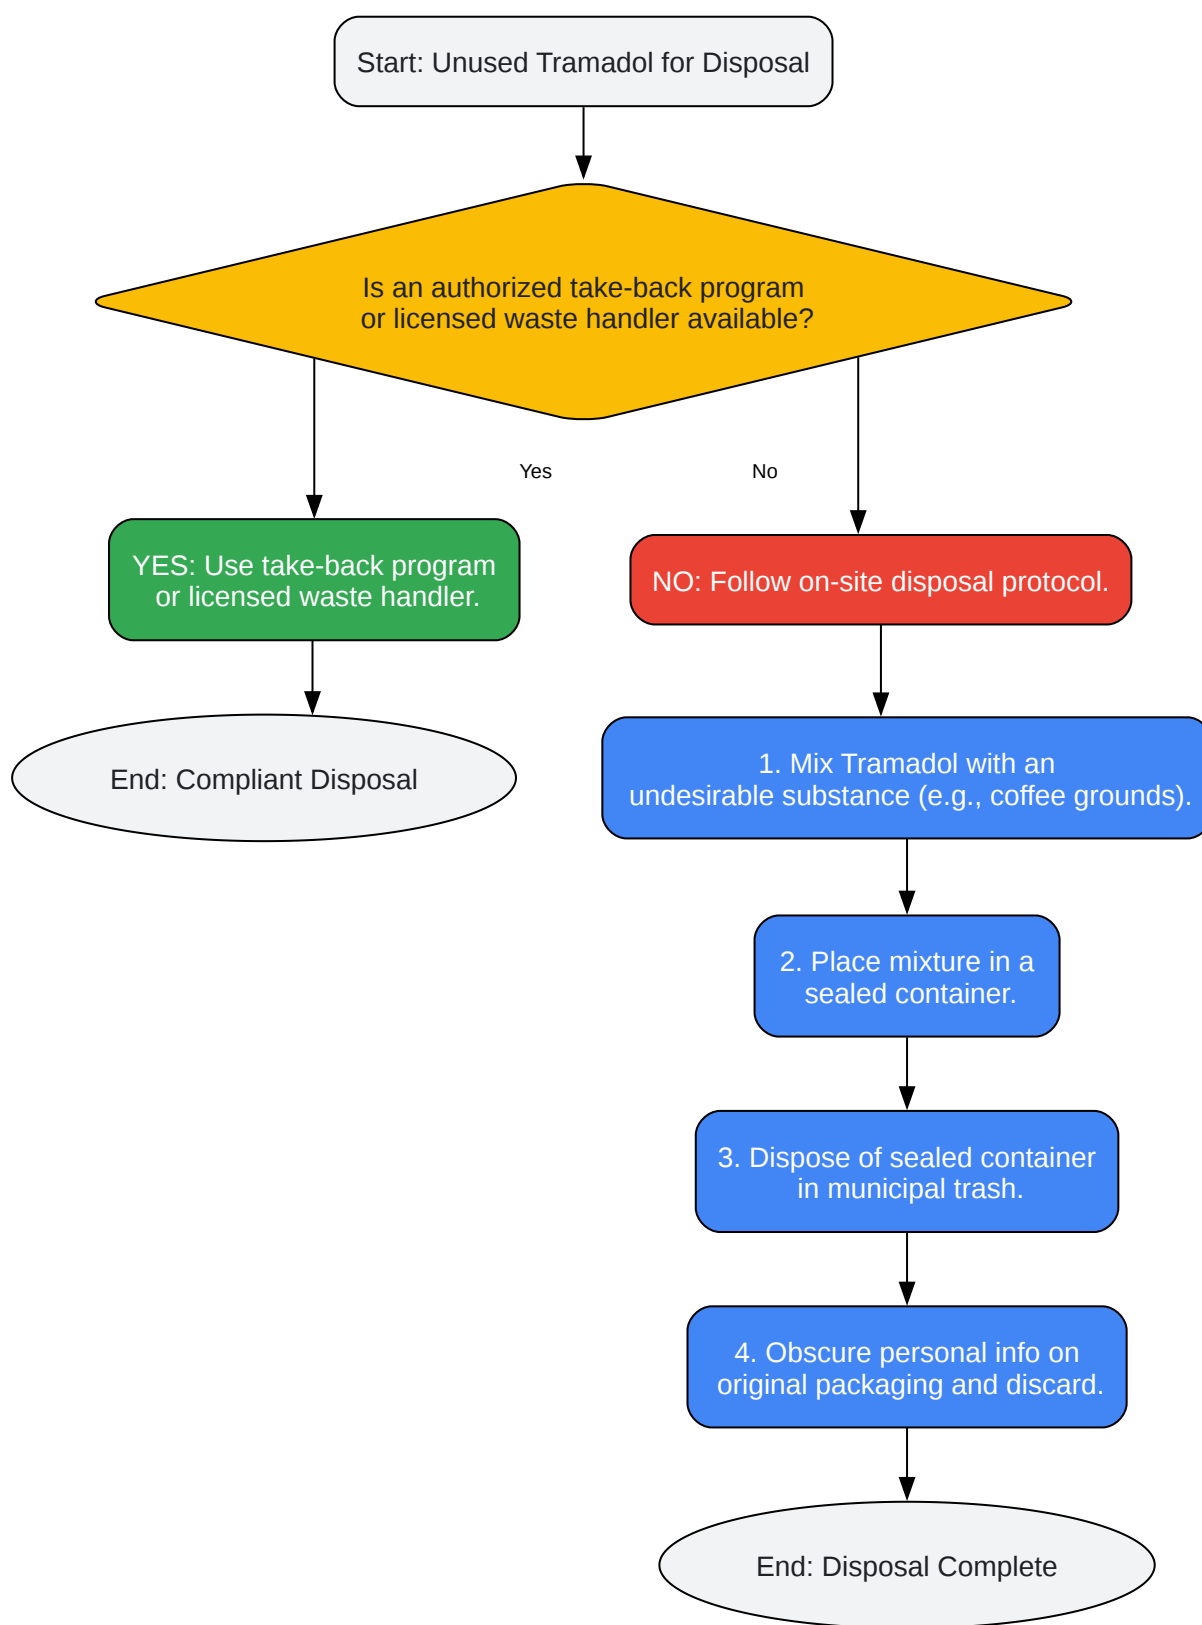 Start: Unused Tramadol for Disposal
Is an authorized take-back program
or licensed waste handler available?
Yes
No
YES: Use take-back program
or licensed waste handler.
NO: Follow on-site disposal protocol.
End: Compliant Disposal
1. Mix Tramadol with an
undesirable substance (e.g., coffee grounds).
2. Place mixture in a
sealed container.
3. Dispose of sealed container
in municipal trash.
4. Obscure personal info on
original packaging and discard.
End: Disposal Complete